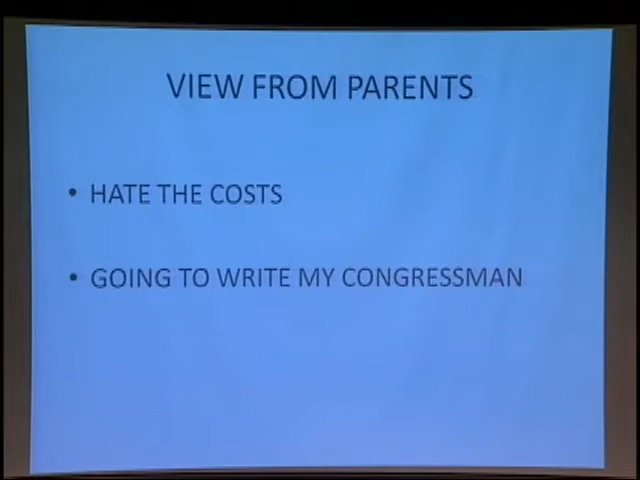 VIEW FROM PARENTS
• HATE THE COSTS
• GOING TO WRITE MY CONGRESSMAN